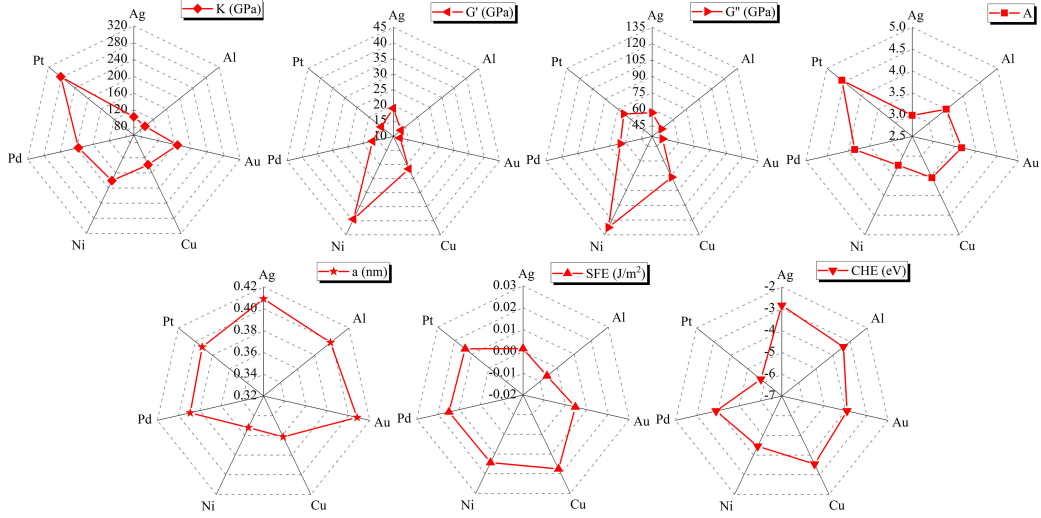 K (GPa)
Ag
Al
Au
Cu
Ni
Pd
Pt
320
280
240
200
160
120
80
G' (GPa)
Ag
Al
Au
Cu
Ni
Pd
Pt
45
40
35
30
25
20
15
10
G'' (GPa)
Ag
Al
Au
Cu
Ni
Pd
Pt
135
120
105
90
75
60
45
A
Ag
Al
Au
Cu
Ni
Pd
Pt
5.0
4.5
4.0
3.5
3.0
2.5
a (nm)
Ag
Al
Au
Cu
Ni
Pd
Pt
0.42
0.40
0.38
0.36
0.34
0.32
SFE (J/m²)
Ag
Al
Au
Cu
Ni
Pd
Pt
0.03
0.02
0.01
0.00
-0.01
-0.02
CHE (eV)
Ag
Al
Au
Cu
Ni
Pd
Pt
-2
-3
-4
-5
-6
-7